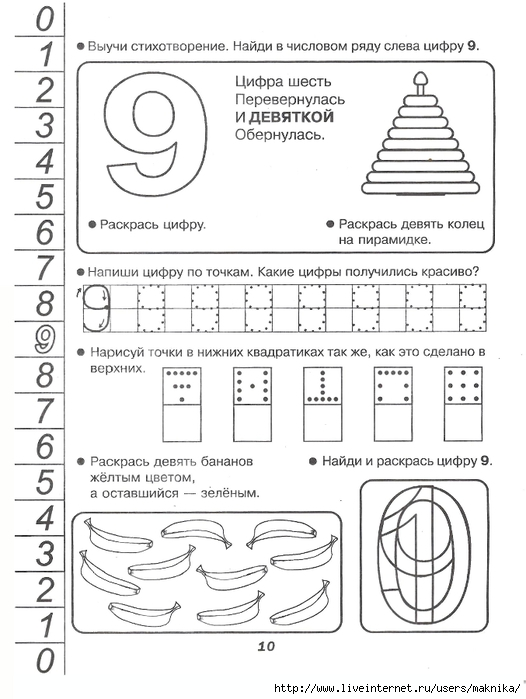 0
1
2
3
4
5
6
7
8
9
8
7
6
5
4
3
2
1
0
• Выучи стихотворение. Найди в числовом ряду слева цифру 9.
9
Цифра шесть
Перевернулась
И ДЕВЯТКОЙ
Обернулась.
• Раскрась цифру.
• Раскрась девять колец
на пирамидке.
• Напиши цифру по точкам. Какие цифры получились красиво?
• Нарисуй точки в нижних квадратиках так же, как это сделано в
верхних.
• Раскрась девять бананов
жёлтым цветом,
а оставшийся — зелёным.
• Найди и раскрась цифру 9.
10
http://www.liveinternet.ru/users/maknika/